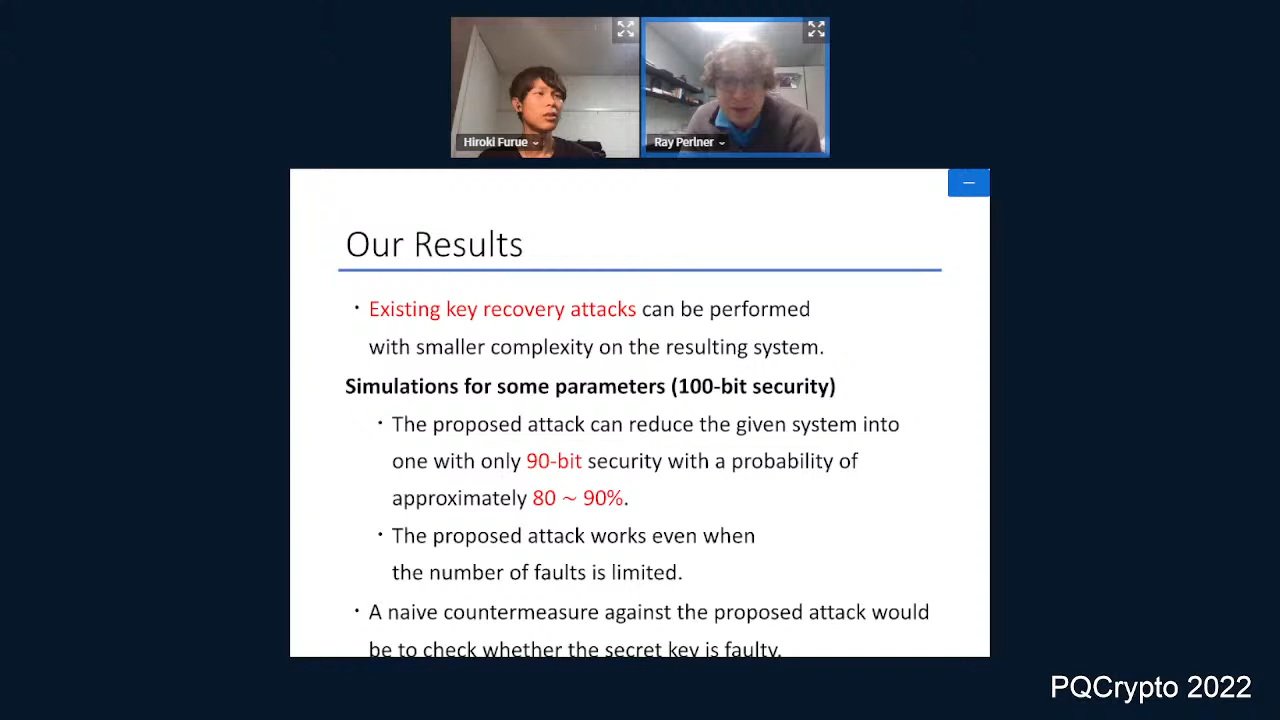 Hiroki Furue
Ray Perlner
Our Results
• Existing key recovery attacks can be performed
with smaller complexity on the resulting system.
Simulations for some parameters (100-bit security)
• The proposed attack can reduce the given system into
one with only 90-bit security with a probability of
approximately 80 ~ 90%.
• The proposed attack works even when
the number of faults is limited.
• A naive countermeasure against the proposed attack would
be to check whether the secret key is faulty.
PQCrypto 2022